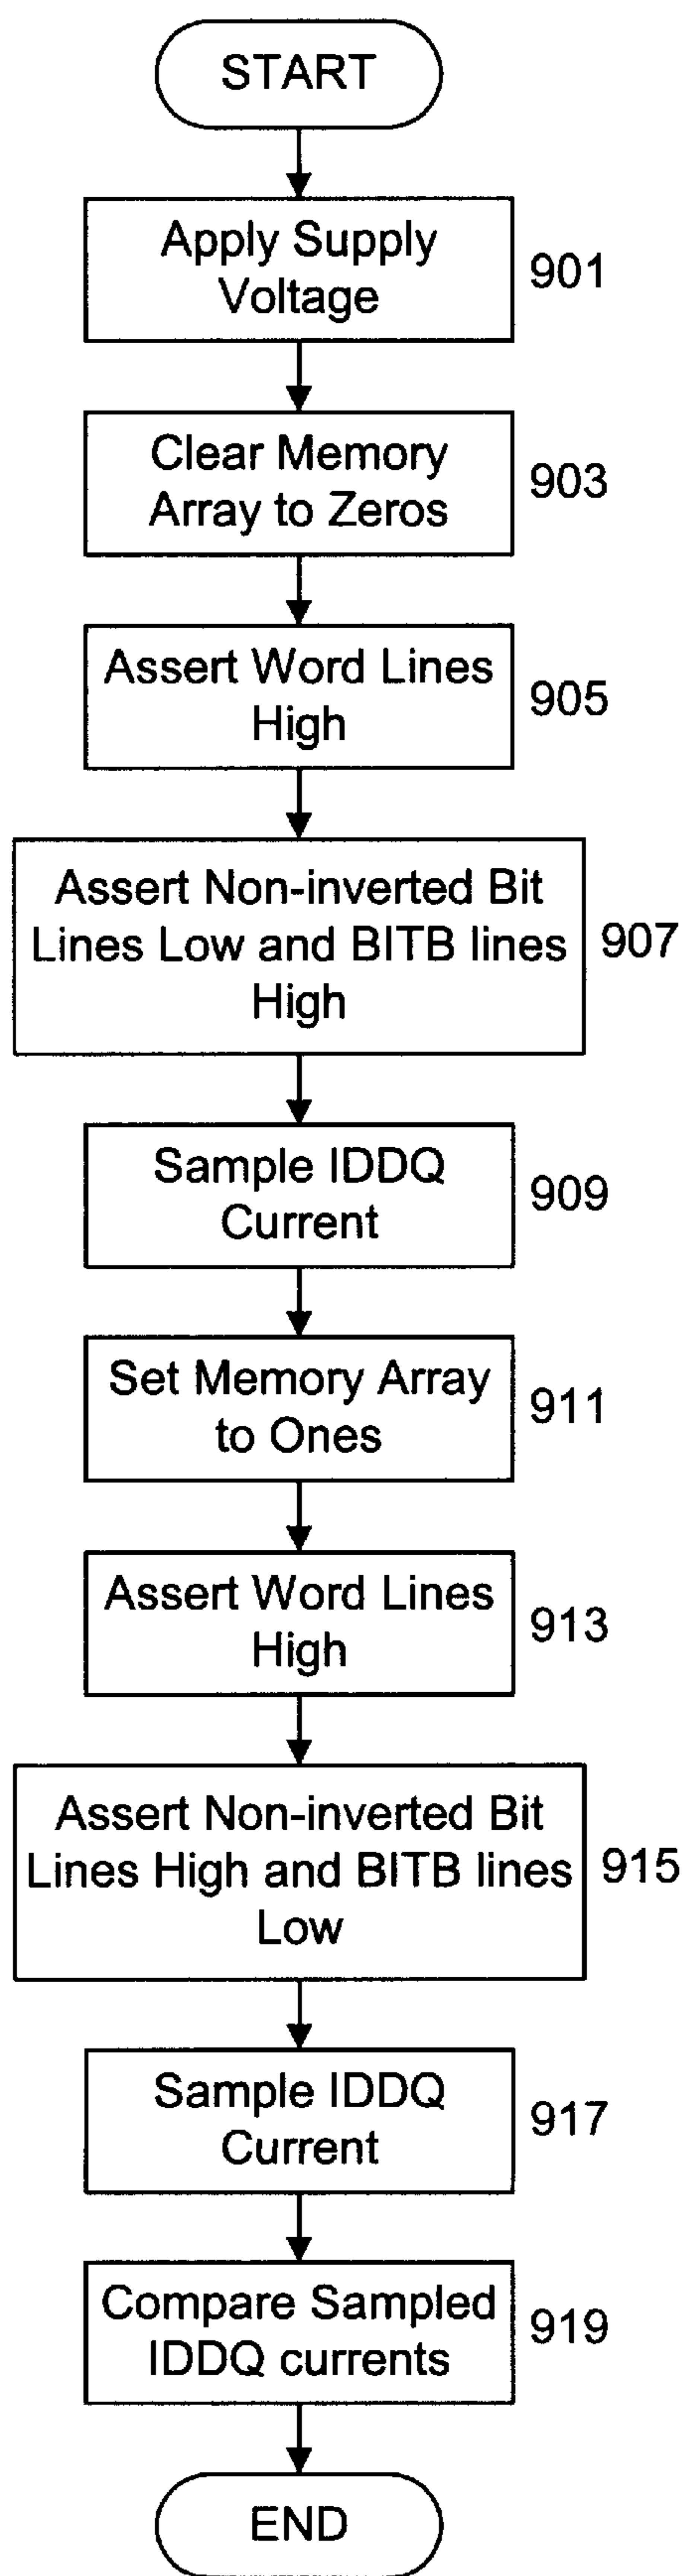 START
Apply Supply
Voltage
901
Clear Memory
Array to Zeros
903
Assert Word Lines
High
905
Assert Non-inverted Bit
Lines Low and BITB lines
High
907
Sample IDDQ
Current
909
Set Memory Array
to Ones
911
Assert Word Lines
High
913
Assert Non-inverted Bit
Lines High and BITB lines
Low
915
Sample IDDQ
Current
917
Compare Sampled
IDDQ currents
919
END